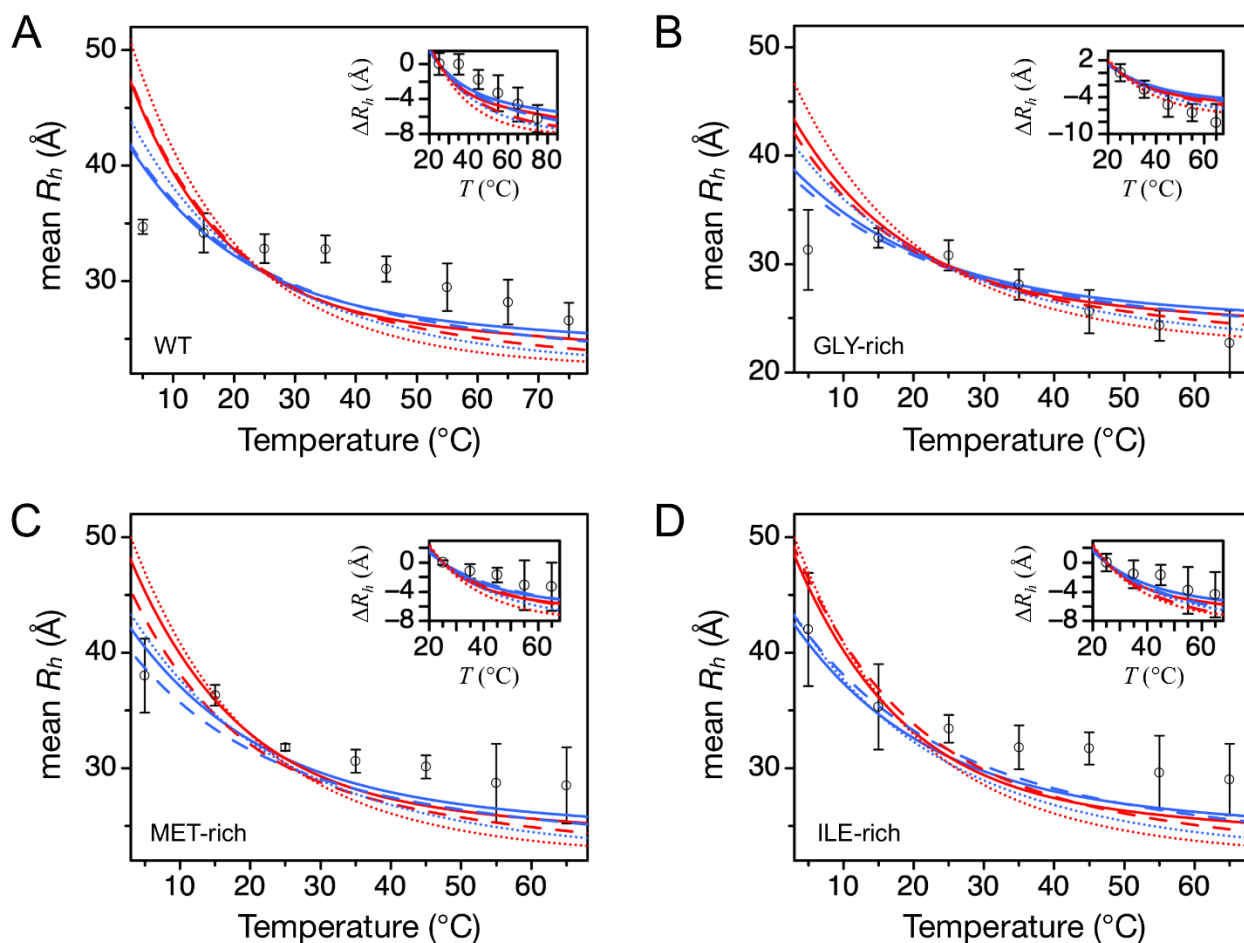 A
mean Rh (Å)
50
40
30
ΔRh (Å)
0
−4
−8
20 40 60 80
T (°C)
WT
10 20 30 40 50 60 70
Temperature (°C)
B
mean Rh (Å)
50
40
30
20
ΔRh (Å)
2
−4
−10
20 40 60
T (°C)
GLY-rich
10 20 30 40 50 60
Temperature (°C)
C
mean Rh (Å)
50
40
30
ΔRh (Å)
0
−4
−8
20 40 60
T (°C)
MET-rich
10 20 30 40 50 60
Temperature (°C)
D
mean Rh (Å)
50
40
30
ΔRh (Å)
0
−4
−8
20 40 60
T (°C)
ILE-rich
10 20 30 40 50 60
Temperature (°C)